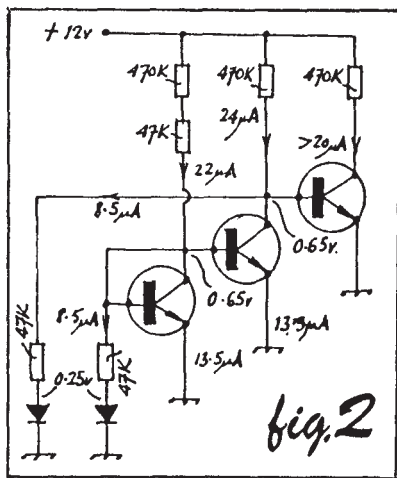 + 12v
470K 470K 470K
47K
24µA
22µA
>20µA
8.5µA
0.65v.
0.65v
8.5µA
13.5µA
13.5µA
47K
47K
0.25v
fig.2